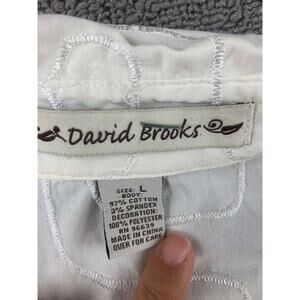 David Brooks
SIZE: L
BODY:
97% COTTON
3% SPANDEX
DECORATION:
100% POLYESTER
RN 96639
MADE IN CHINA
OVER FOR CARE